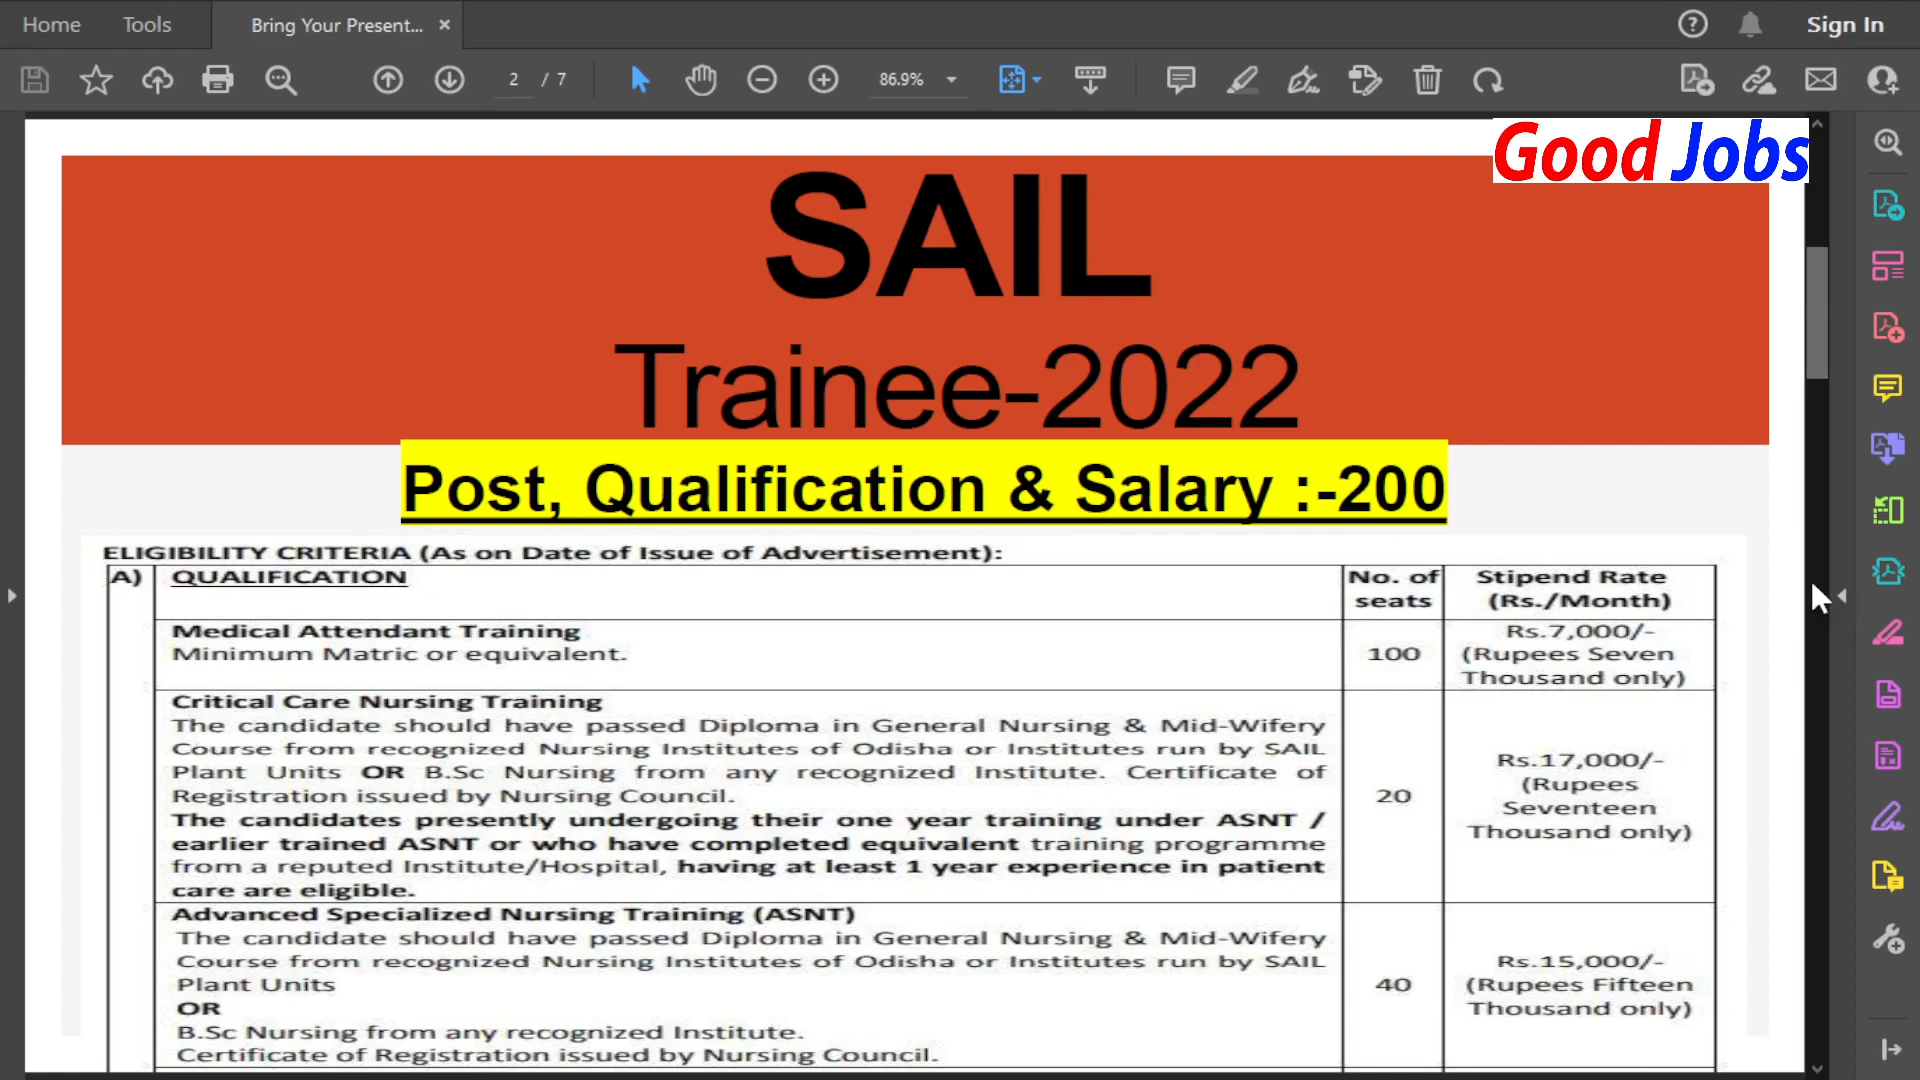 Home Tools Bring Your Present... × Sign In
2 / 7 86.9%
Good Jobs
SAIL
Trainee-2022
Post, Qualification & Salary :-200
ELIGIBILITY CRITERIA (As on Date of Issue of Advertisement):
A) QUALIFICATION No. of seats Stipend Rate (Rs./Month)
Medical Attendant Training
Minimum Matric or equivalent.
100
Rs.7,000/-
(Rupees Seven
Thousand only)
Critical Care Nursing Training
The candidate should have passed Diploma in General Nursing & Mid-Wifery
Course from recognized Nursing Institutes of Odisha or Institutes run by SAIL
Plant Units OR B.Sc Nursing from any recognized Institute. Certificate of
Registration issued by Nursing Council.
The candidates presently undergoing their one year training under ASNT /
earlier trained ASNT or who have completed equivalent training programme
from a reputed Institute/Hospital, having at least 1 year experience in patient
care are eligible.
20
Rs.17,000/-
(Rupees
Seventeen
Thousand only)
Advanced Specialized Nursing Training (ASNT)
The candidate should have passed Diploma in General Nursing & Mid-Wifery
Course from recognized Nursing Institutes of Odisha or Institutes run by SAIL
Plant Units
OR
B.Sc Nursing from any recognized Institute.
Certificate of Registration issued by Nursing Council.
40
Rs.15,000/-
(Rupees Fifteen
Thousand only)